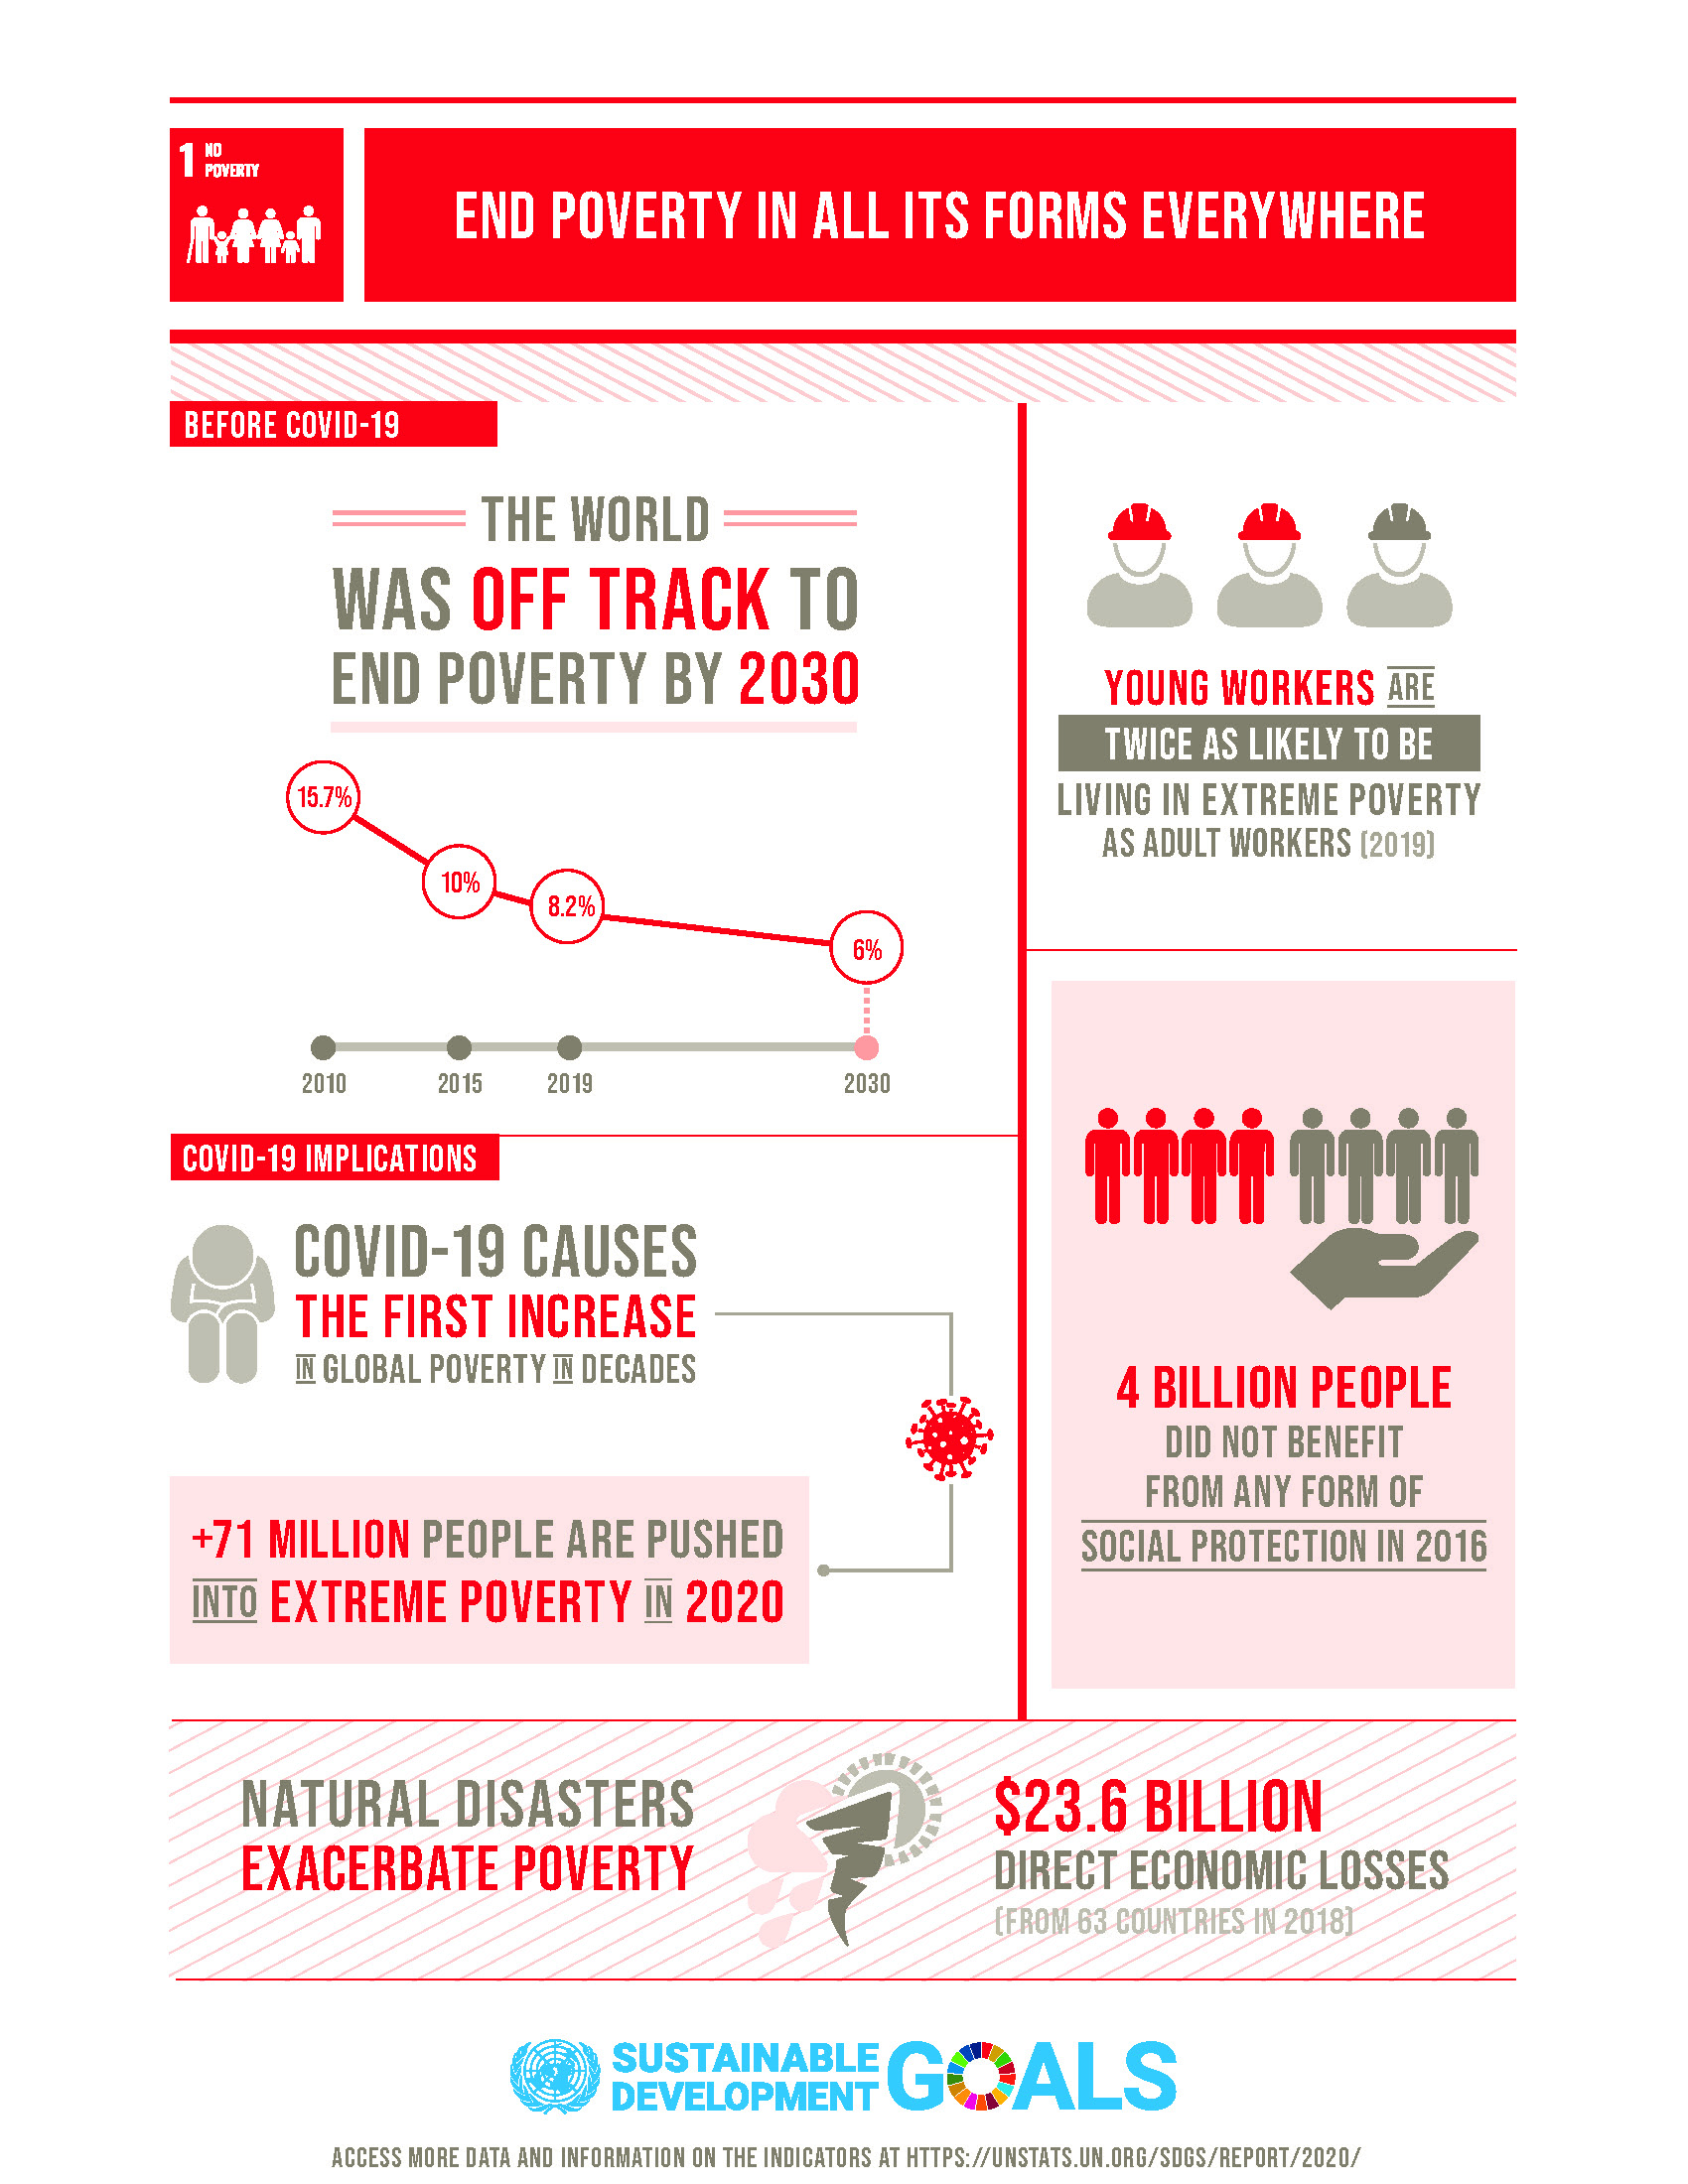 1 NO
POVERTY
END POVERTY IN ALL ITS FORMS EVERYWHERE
BEFORE COVID-19
THE WORLD
WAS OFF TRACK TO
END POVERTY BY 2030
15.7%
10%
8.2%
6%
2010 2015 2019 2030
YOUNG WORKERS ARE
TWICE AS LIKELY TO BE
LIVING IN EXTREME POVERTY
AS ADULT WORKERS (2019)
COVID-19 IMPLICATIONS
COVID-19 CAUSES
THE FIRST INCREASE
IN GLOBAL POVERTY IN DECADES
+71 MILLION PEOPLE ARE PUSHED
INTO EXTREME POVERTY IN 2020
4 BILLION PEOPLE
DID NOT BENEFIT
FROM ANY FORM OF
SOCIAL PROTECTION IN 2016
NATURAL DISASTERS
EXACERBATE POVERTY
$23.6 BILLION
DIRECT ECONOMIC LOSSES
(FROM 63 COUNTRIES IN 2018)
SUSTAINABLE
DEVELOPMENT
GOALS
ACCESS MORE DATA AND INFORMATION ON THE INDICATORS AT HTTPS://UNSTATS.UN.ORG/SDGS/REPORT/2020/